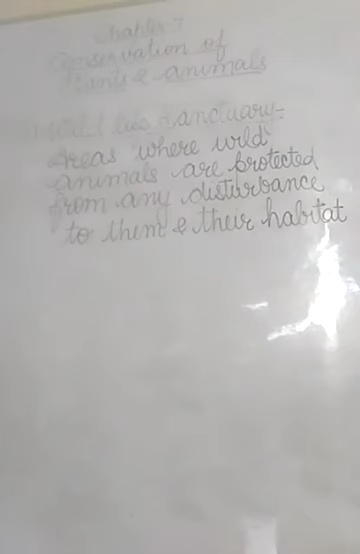 Chapter-7
Conservation of
Plants & animals
Wild life Sanctuary:-
Areas where wild
animals are protected
from any disturbance
to them & their habitat